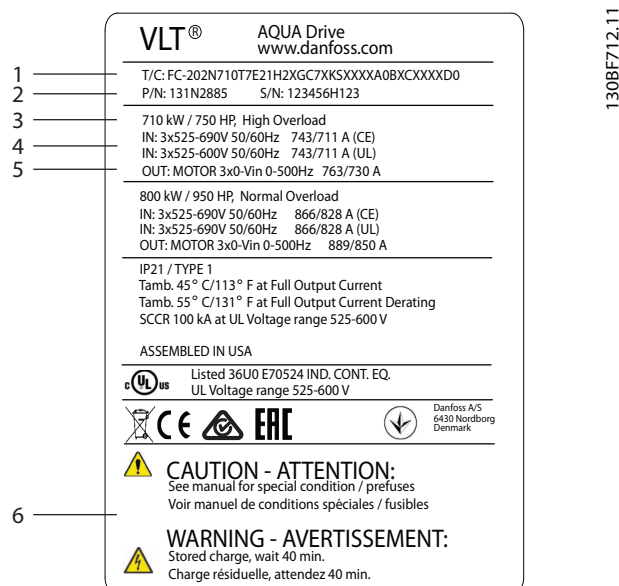 VLT® AQUA Drive
www.danfoss.com
1 T/C: FC-202N710T7E21H2XGC7XKSXXXXA0BXCXXXXD0
2 P/N: 131N2885 S/N: 123456H123
3 710 kW / 750 HP, High Overload
4 IN: 3x525-690V 50/60Hz 743/711 A (CE)
IN: 3x525-600V 50/60Hz 743/711 A (UL)
5 OUT: MOTOR 3x0-Vin 0-500Hz 763/730 A
800 kW / 950 HP, Normal Overload
IN: 3x525-690V 50/60Hz 866/828 A (CE)
IN: 3x525-690V 50/60Hz 866/828 A (UL)
OUT: MOTOR 3x0-Vin 0-500Hz 889/850 A
IP21 / TYPE 1
Tamb. 45° C/113° F at Full Output Current
Tamb. 55° C/131° F at Full Output Current Derating
SCCR 100 kA at UL Voltage range 525-600 V
ASSEMBLED IN USA
c UL us Listed 36U0 E70524 IND. CONT. EQ.
UL Voltage range 525-600 V
CE EAC
Danfoss A/S
6430 Nordborg
Denmark
CAUTION - ATTENTION:
See manual for special condition / prefuses
Voir manuel de conditions spéciales / fusibles
6
WARNING - AVERTISSEMENT:
Stored charge, wait 40 min.
Charge résiduelle, attendez 40 min.
130BF712.11